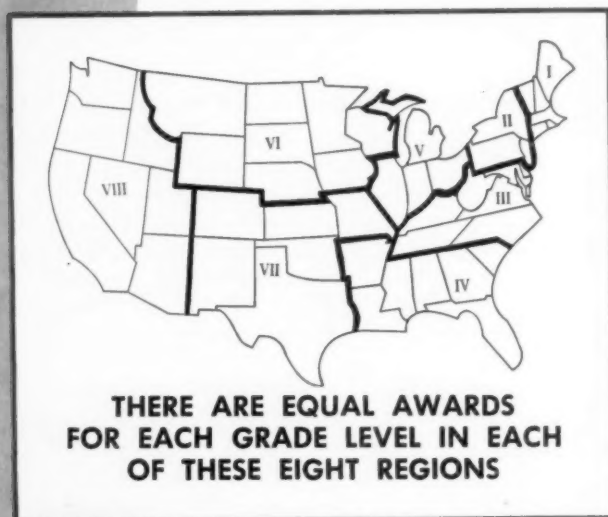 I
II
V
VI
VIII
III
VII
IV
THERE ARE EQUAL AWARDS
FOR EACH GRADE LEVEL IN EACH
OF THESE EIGHT REGIONS